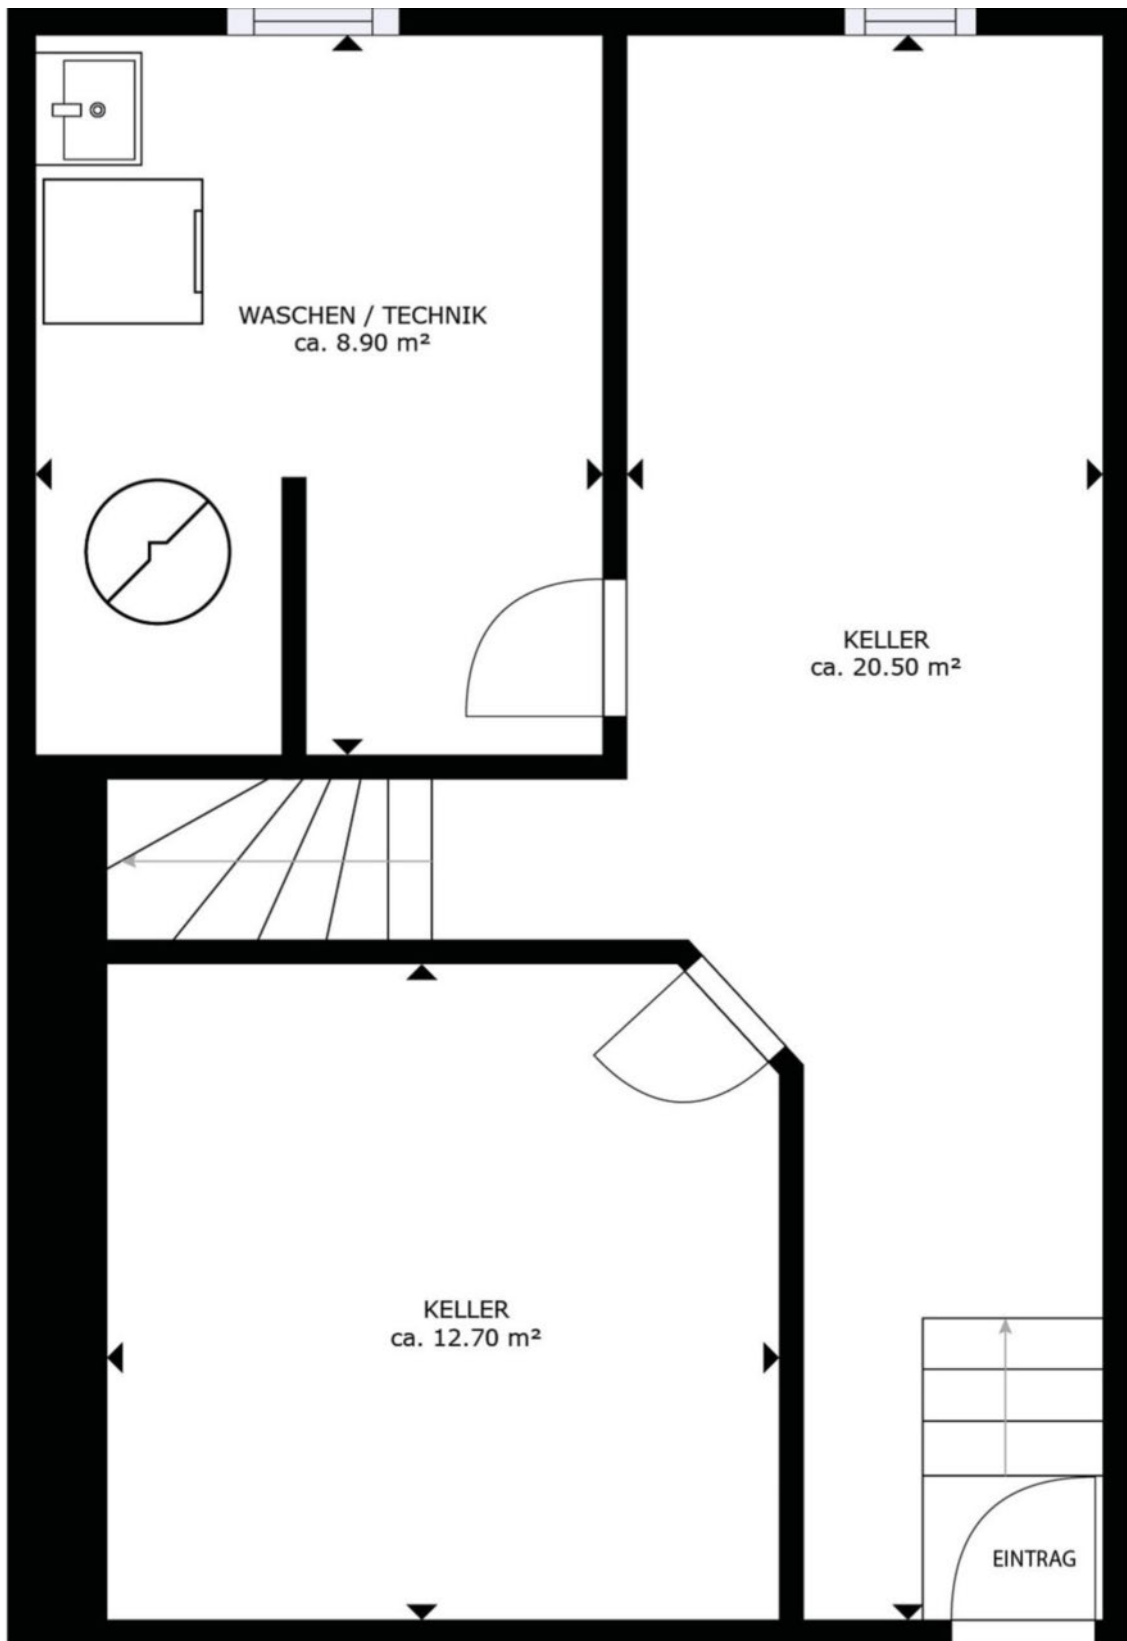 WASCHEN / TECHNIK
ca. 8.90 m²
KELLER
ca. 20.50 m²
KELLER
ca. 12.70 m²
EINTRAG